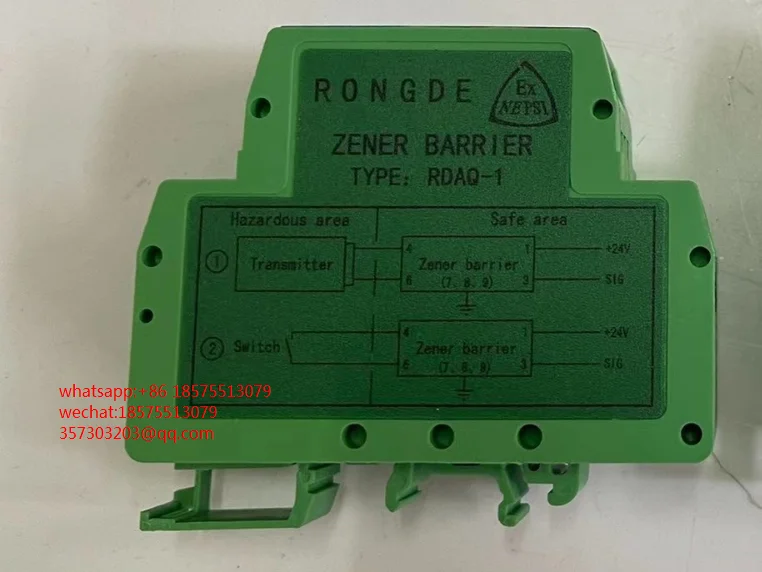 RONGDE
Ex
NEPSI
ZENER BARRIER
TYPE: RDAQ-1
Hazardous area
Safe area
1
Transmitter
4
Zener barrier
1
+24V
6
(7、8、9)
3
SIG
2
Switch
4
1
+24V
6
Zener barrier
3
SIG
(7、8、9)
whatsapp:+86 18575513079
wechat:18575513079
357303203@qq.com